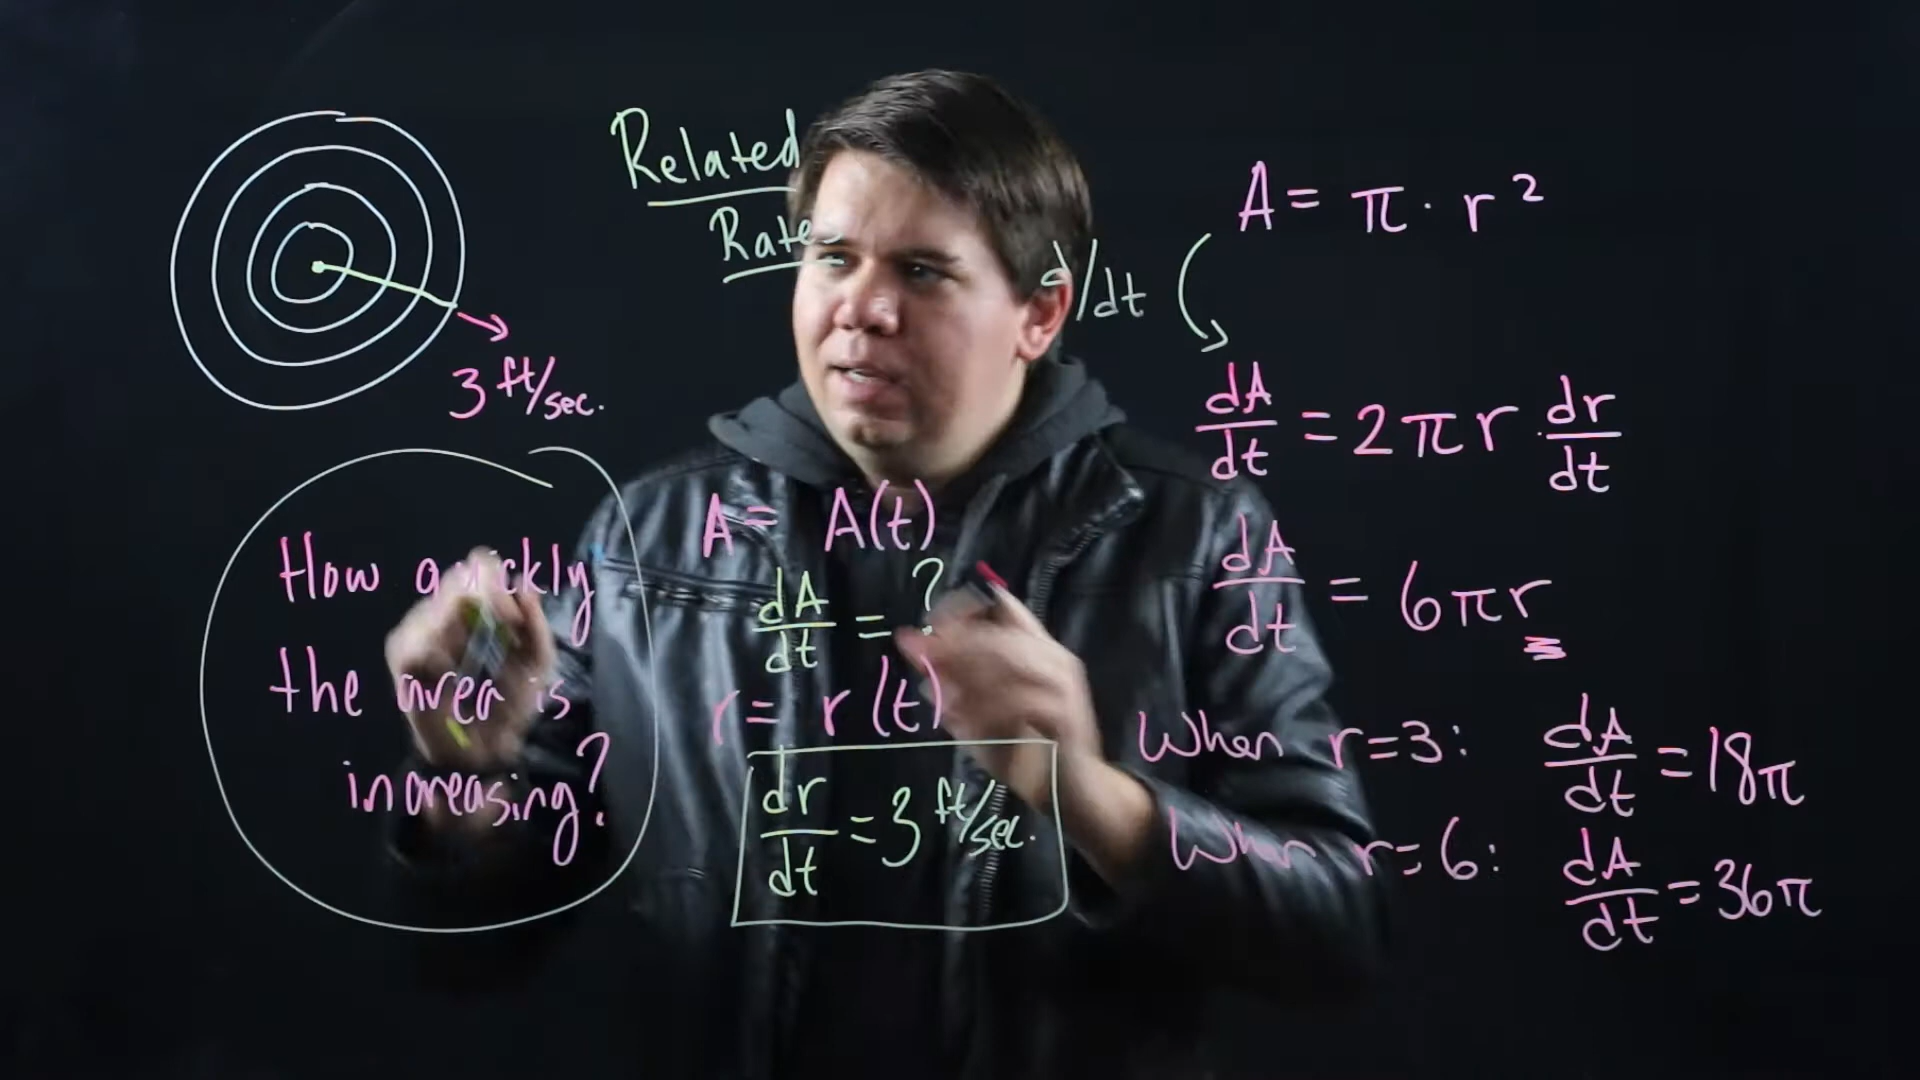 Related
Rates
3 ft/sec.
How quickly
the area is
increasing?
A = A(t)
dA/dt = ?
r = r(t)
dr/dt = 3 ft/sec.
A = π · r²
d/dt
dA/dt = 2πr · dr/dt
dA/dt = 6πr
When r=3: dA/dt = 18π
When r=6: dA/dt = 36π